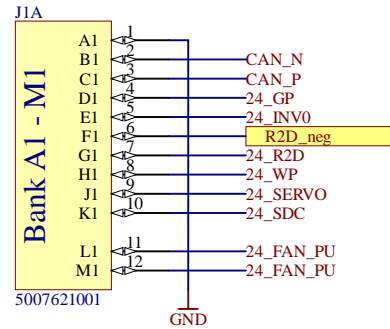 J1A
Bank A1 - M1
A1 1
B1 2 CAN_N
C1 3 CAN_P
D1 4 24_GP
E1 5 24_INV0
F1 6 R2D_neg
G1 7 24_R2D
H1 8 24_WP
J1 9 24_SERVO
K1 10 24_SDC
L1 11 24_FAN_PU
M1 12 24_FAN_PU
5007621001
GND